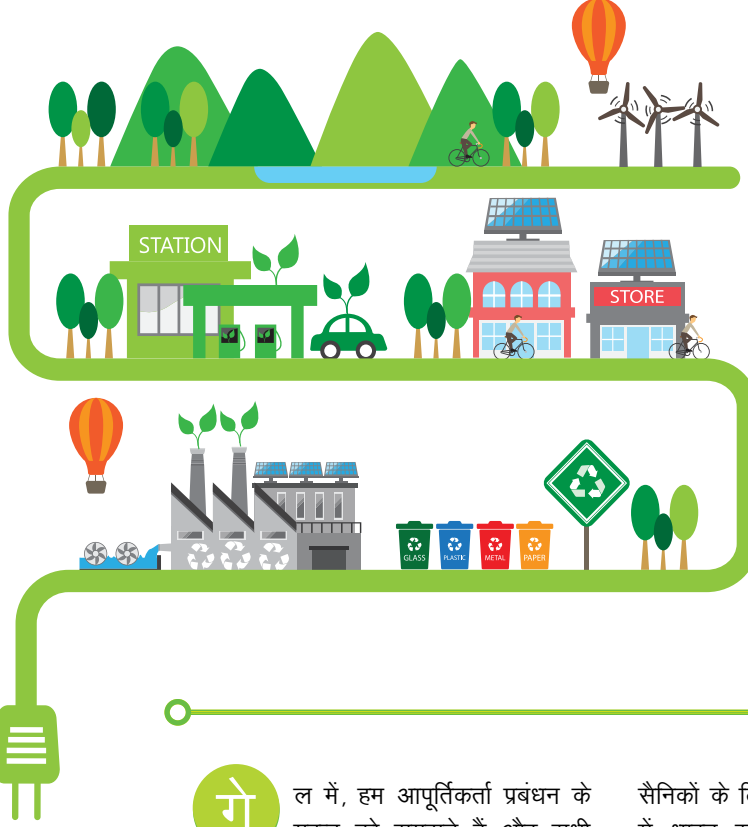 STATION
STORE
GLASS
PLASTIC
METAL
PAPER
गे
ल में, हम आपूर्तिकर्ता प्रबंधन के
सैनिकों के